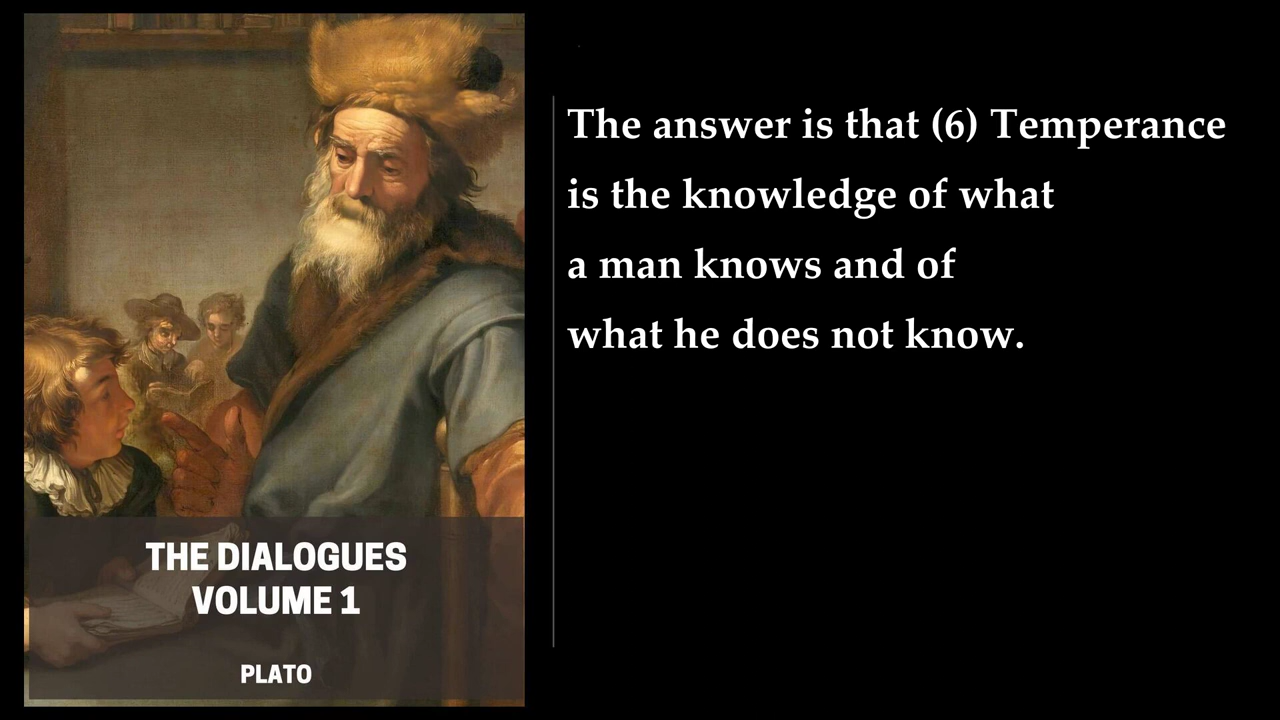 THE DIALOGUES
VOLUME 1
PLATO
The answer is that (6) Temperance
is the knowledge of what
a man knows and of
what he does not know.